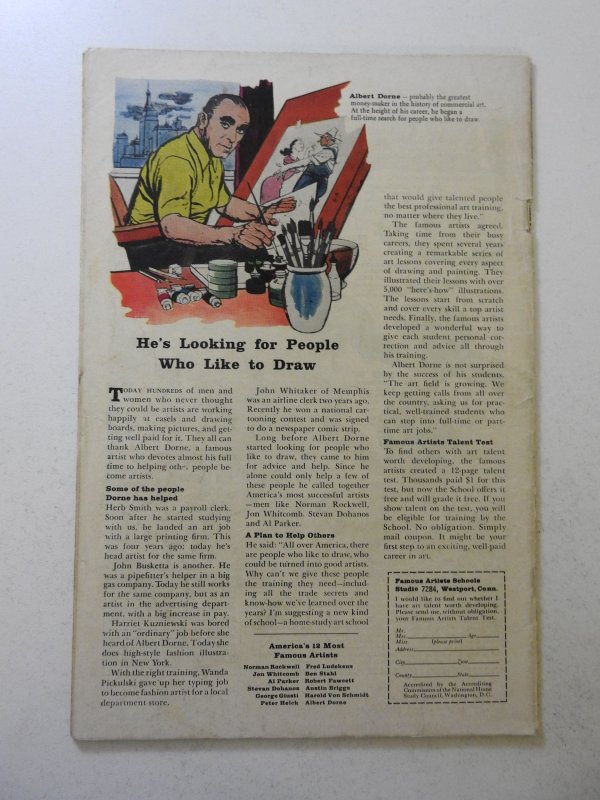 Albert Dorne — probably the greatest
money-maker in the history of commercial art.
At the height of his career, he began a
full-time search for people who like to draw.
He's Looking for People
Who Like to Draw
TODAY HUNDREDS of men and
women who never thought
they could be artists are working
happily at easels and drawing
boards, making pictures, and get-
ting well paid for it. They all can
thank Albert Dorne, a famous
artist who devotes almost his full
time to helping other people be-
come artists.
Some of the people
Dorne has helped
Herb Smith was a payroll clerk.
Soon after he started studying
with us, he landed an art job
with a large printing firm. This
was four years ago: today he's
head artist for the same firm.
John Busketta is another. He
was a pipefitter's helper in a big
gas company. Today he still works
for the same company, but as an
artist in the advertising depart-
ment, with a big increase in pay.
Harriet Kuzniewski was bored
with an "ordinary" job before she
heard of Albert Dorne. Today she
does high-style fashion illustra-
tion in New York.
With the right training, Wanda
Pickulski gave up her typing job
to become fashion artist for a local
department store.
John Whitaker of Memphis
was an airline clerk two years ago.
Recently he won a national car-
tooning contest and was signed
to do a newspaper comic strip.
Long before Albert Dorne
started looking for people who
like to draw, they came to him
for advice and help. Since he
alone could help only a few of
these people he called together
America's most successful artists
—men like Norman Rockwell,
Jon Whitcomb, Stevan Dohanos
and Al Parker.
A Plan to Help Others
He said: "All over America, there
are people who like to draw, who
could be turned into good artists.
Why can't we give these people
the training they need—includ-
ing all the trade secrets and
know-how we've learned over the
years? I'm suggesting a new kind
of school—a home-study art school
America's 12 Most
Famous Artists
Norman Rockwell Fred Ludekens
Jon Whitcomb Ben Stahl
Al Parker Robert Fawcett
Stevan Dohanos Austin Briggs
George Giusti Harold Von Schmidt
Peter Helck Albert Dorne
that would give talented people
the best professional art training,
no matter where they live."
The famous artists agreed.
Taking time from their busy
careers, they spent several years
creating a remarkable series of
art lessons covering every aspect
of drawing and painting. They
illustrated their lessons with over
5,000 "here's-how" illustrations.
The lessons start from scratch
and cover every skill a top artist
needs. Finally, the famous artists
developed a wonderful way to
give each student personal cor-
rection and advice all through
his training.
Albert Dorne is not surprised
by the success of his students.
"The art field is growing. We
keep getting calls from all over
the country, asking us for prac-
tical, well-trained students who
can step into full-time or part-
time art jobs."
Famous Artists Talent Test
To find others with art talent
worth developing, the famous
artists created a 12-page talent
test. Thousands paid $1 for this
test, but now the School offers it
free and will grade it free. If you
show talent on the test, you will
be eligible for training by the
School. No obligation. Simply
mail coupon. It might be your
first step to an exciting, well-paid
career in art.
Famous Artists Schools
Studio 7284, Westport, Conn.
I would like to find out whether I
have art talent worth developing.
Please send me, without obligation,
your Famous Artists Talent Test.
Mr.
Mrs. Age
Miss (please print)
Address
City Zone
County State
Accredited by the Accrediting
Commission of the National Home
Study Council, Washington, D.C.